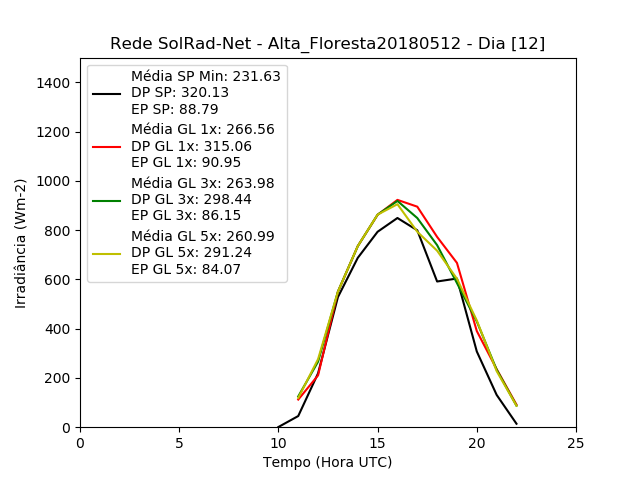 Rede SolRad-Net - Alta_Floresta20180512 - Dia [12]
Média SP Min: 231.63
DP SP: 320.13
EP SP: 88.79
Média GL 1x: 266.56
DP GL 1x: 315.06
EP GL 1x: 90.95
Média GL 3x: 263.98
DP GL 3x: 298.44
EP GL 3x: 86.15
Média GL 5x: 260.99
DP GL 5x: 291.24
EP GL 5x: 84.07
Irradiância (Wm-2)
1400
1200
1000
800
600
400
200
0
0 5 10 15 20 25
Tempo (Hora UTC)